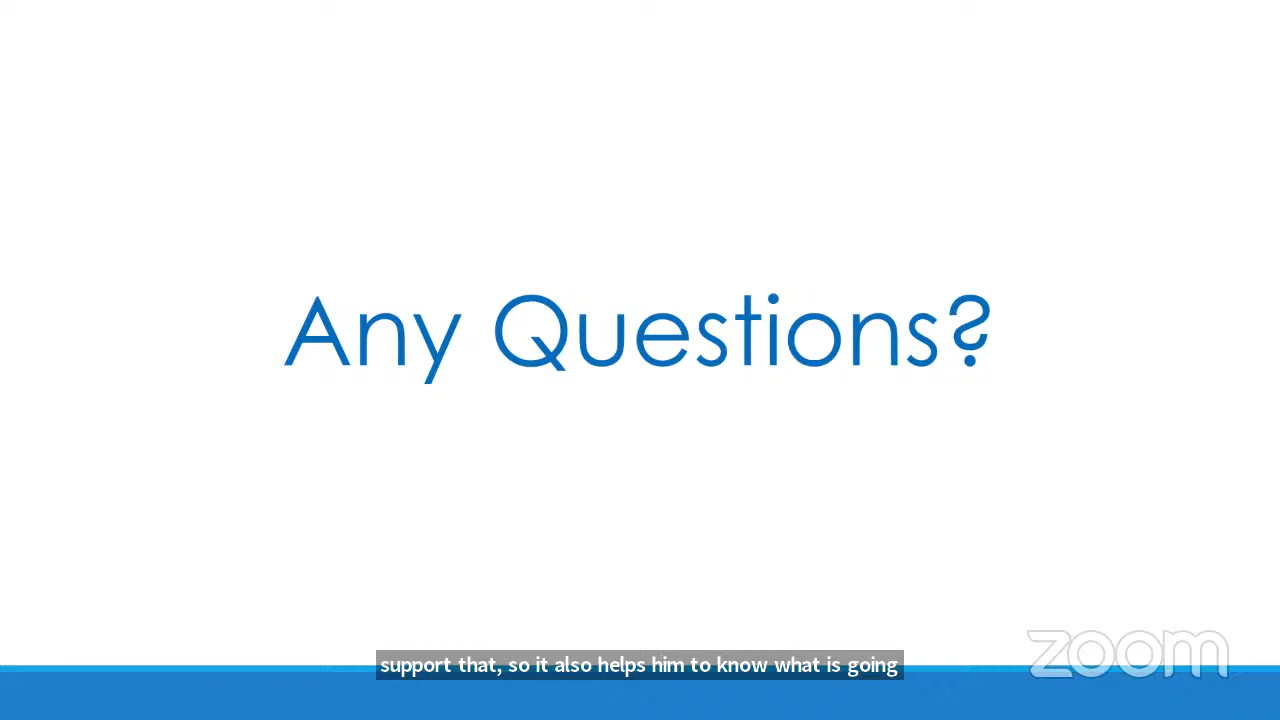 Any Questions?
zoom
support that, so it also helps him to know what is going